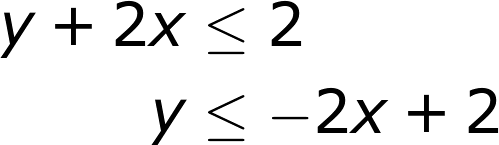 y + 2x ≤ 2
y ≤ −2x + 2